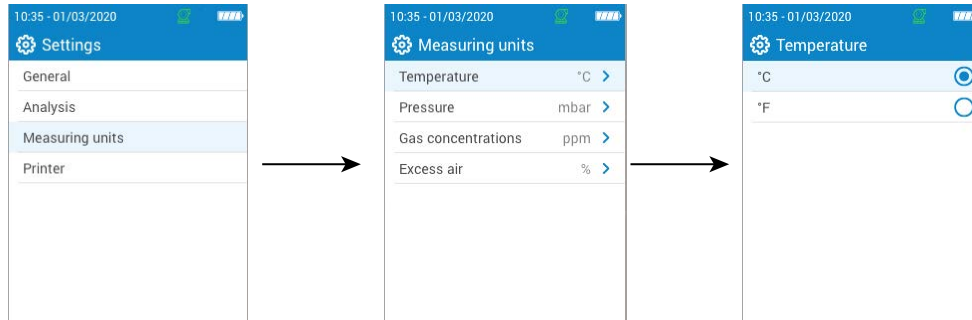 10:35 - 01/03/2020
Settings
General
Analysis
Measuring units
Printer
10:35 - 01/03/2020
Measuring units
Temperature °C
Pressure mbar
Gas concentrations ppm
Excess air %
10:35 - 01/03/2020
Temperature
°C
°F